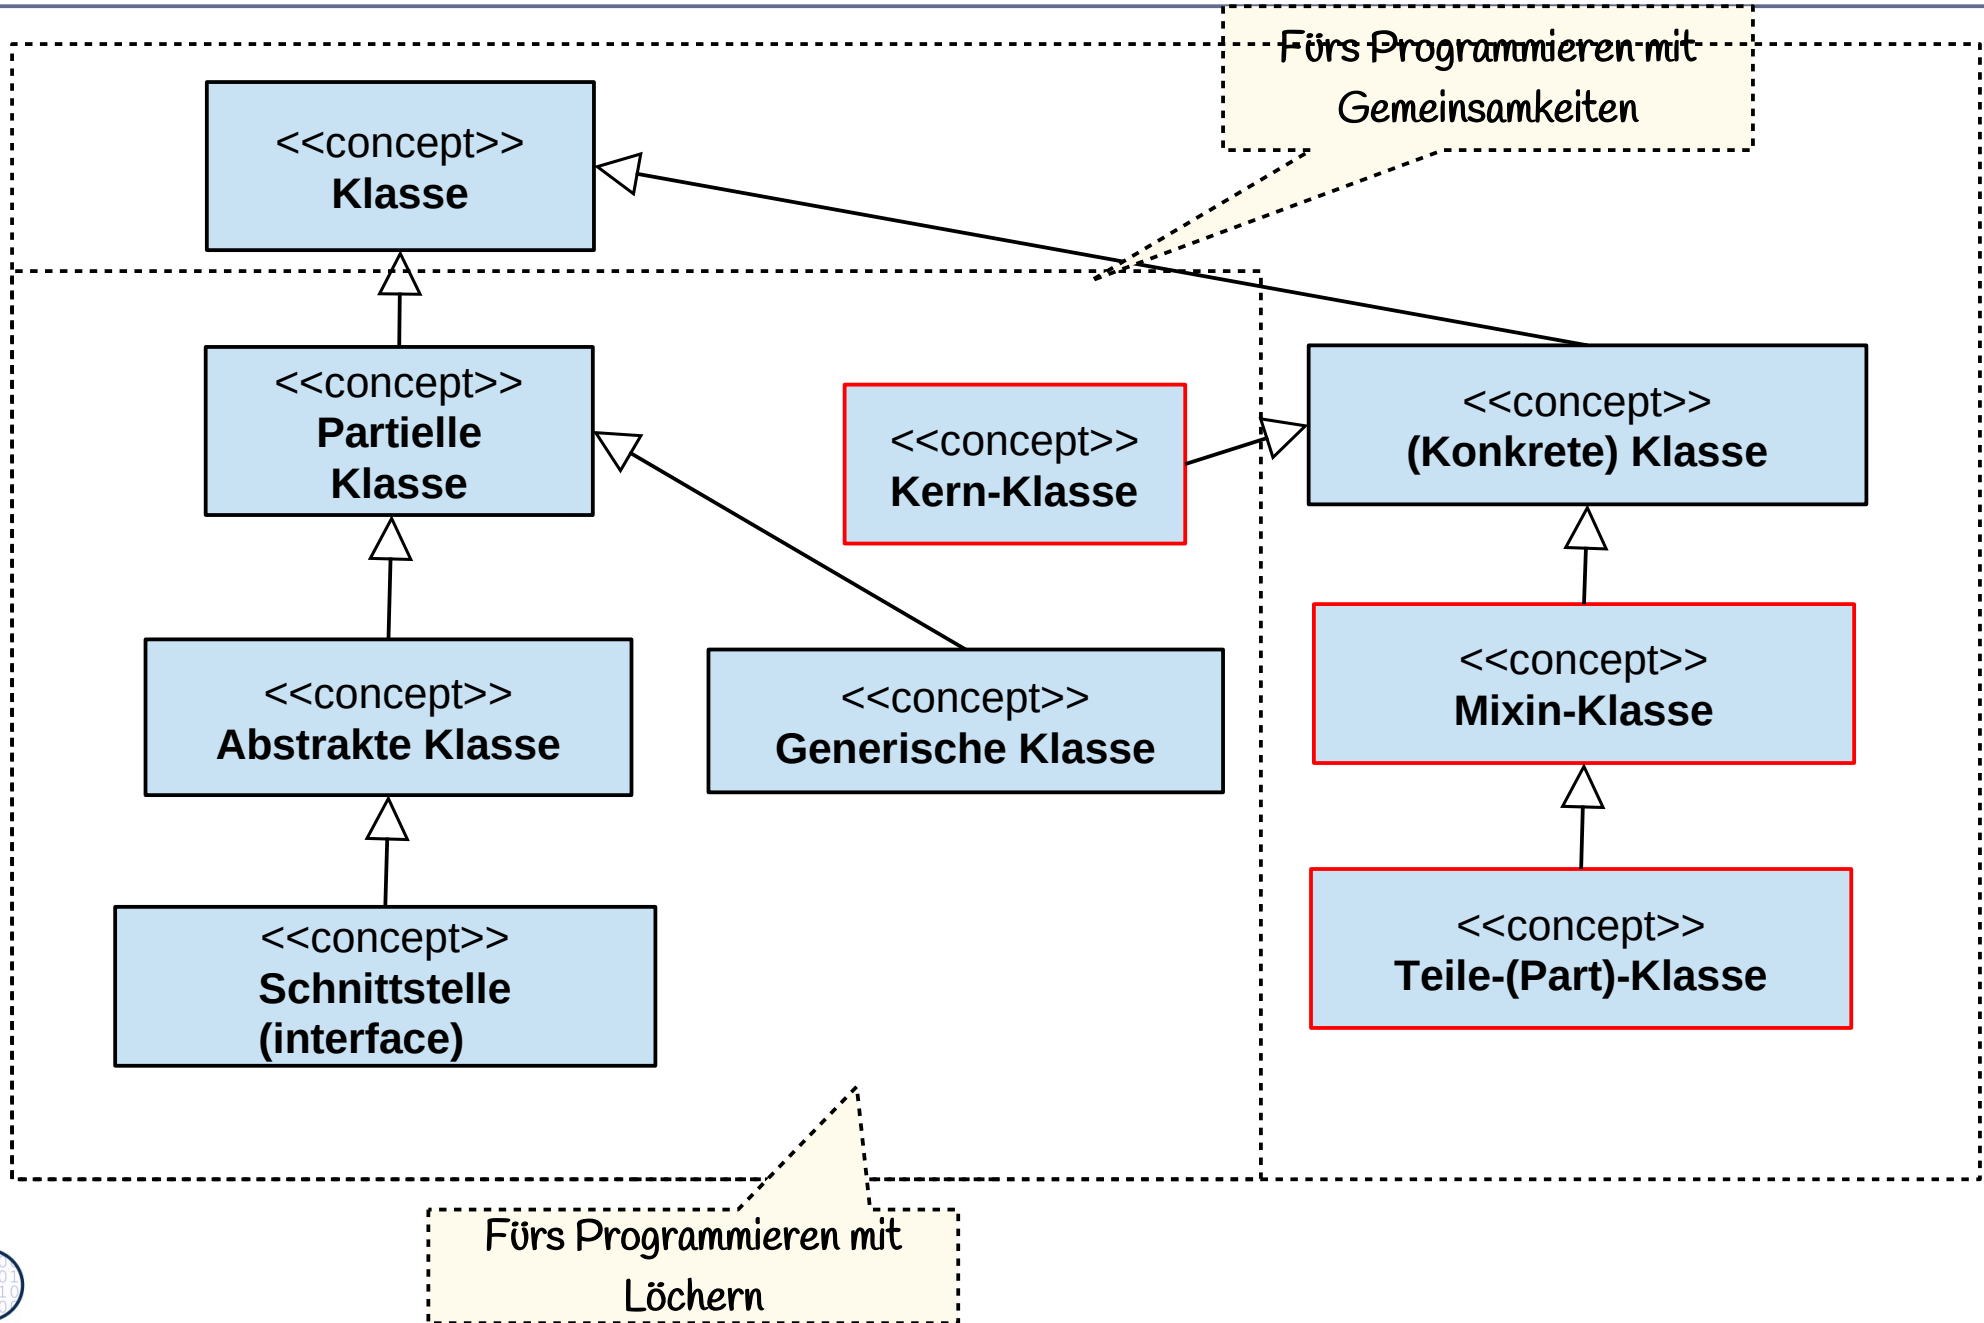 Fürs Programmieren mit
Gemeinsamkeiten
<<concept>>
Klasse
<<concept>>
Partielle
Klasse
<<concept>>
Kern-Klasse
<<concept>>
(Konkrete) Klasse
<<concept>>
Abstrakte Klasse
<<concept>>
Generische Klasse
<<concept>>
Mixin-Klasse
<<concept>>
Schnittstelle
(interface)
<<concept>>
Teile-(Part)-Klasse
Fürs Programmieren mit
Löchern